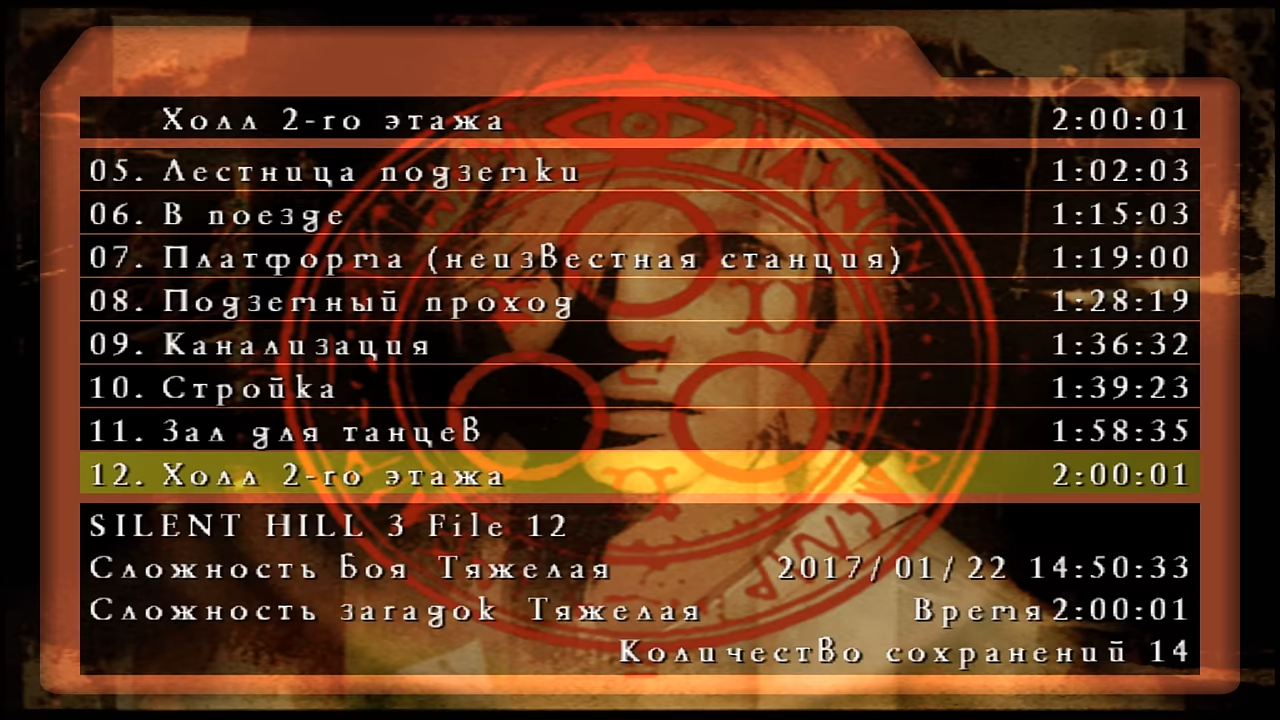 Холл 2-го этажа 2:00:01
05. Лестница подземки 1:02:03
06. В поезде 1:15:03
07. Платформа (неизвестная станция) 1:19:00
08. Подземный проход 1:28:19
09. Канализация 1:36:32
10. Стройка 1:39:23
11. Зал для танцев 1:58:35
12. Холл 2-го этажа 2:00:01
SILENT HILL 3 File 12
Сложность боя Тяжелая 2017/01/22 14:50:33
Сложность загадок Тяжелая Время 2:00:01
Количество сохранений 14